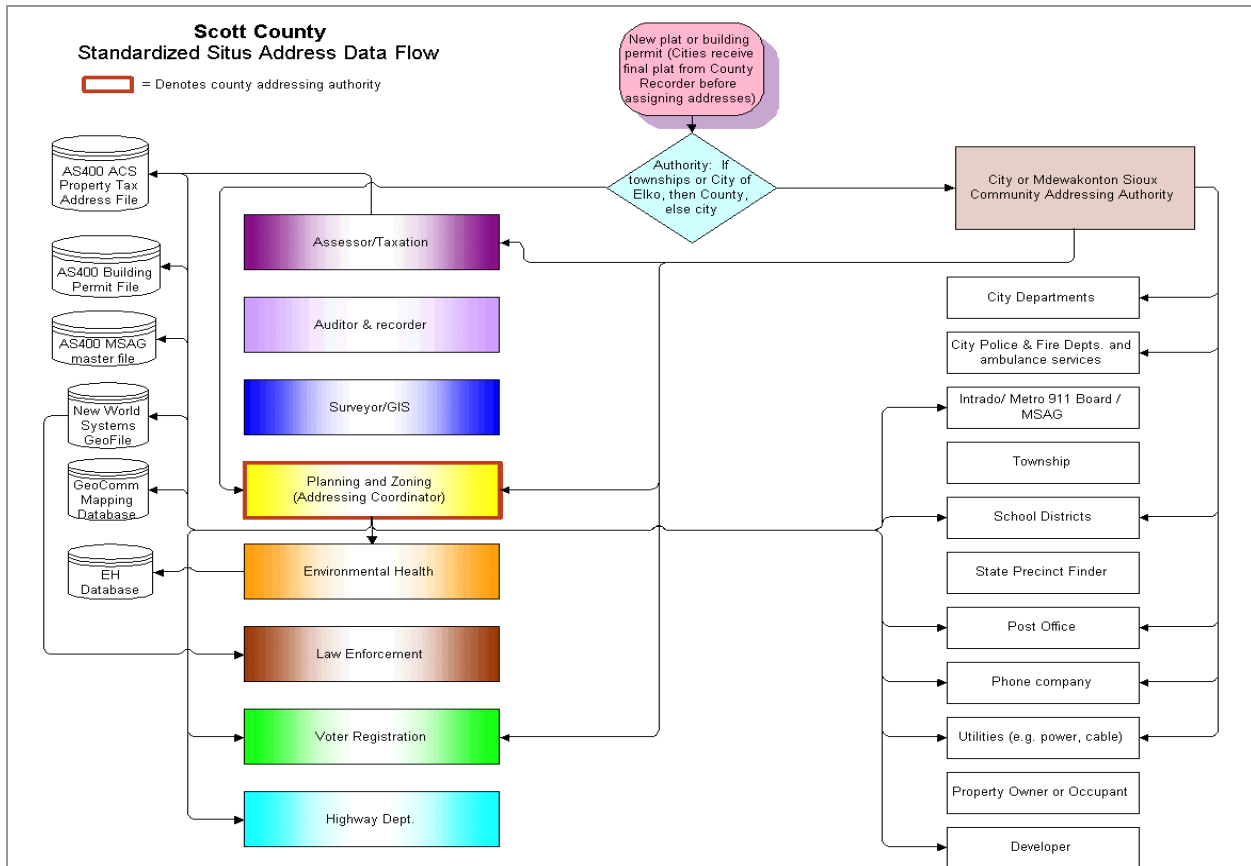 Scott County
Standardized Situs Address Data Flow
= Denotes county addressing authority
New plat or building
permit (Cities receive
final plat from County
Recorder before
assigning addresses)
Authority: If
townships or City of
Elko, then County,
else city
City or Mdewakonton Sioux
Community Addressing Authority
AS400 ACS
Property Tax
Address File
AS400 Building
Permit File
AS400 MSAG
master file
New World
Systems
GeoFile
GeoComm
Mapping
Database
EH
Database
Assessor/Taxation
Auditor & recorder
Surveyor/GIS
Planning and Zoning
(Addressing Coordinator)
Environmental Health
Law Enforcement
Voter Registration
Highway Dept.
City Departments
City Police & Fire Depts. and
ambulance services
Intrado/ Metro 911 Board /
MSAG
Township
School Districts
State Precinct Finder
Post Office
Phone company
Utilities (e.g. power, cable)
Property Owner or Occupant
Developer